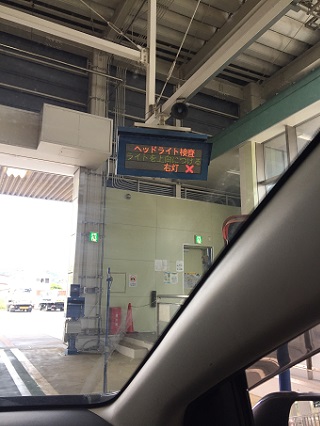 ヘッドライト検査
ライトを上向につける
右灯 ✕